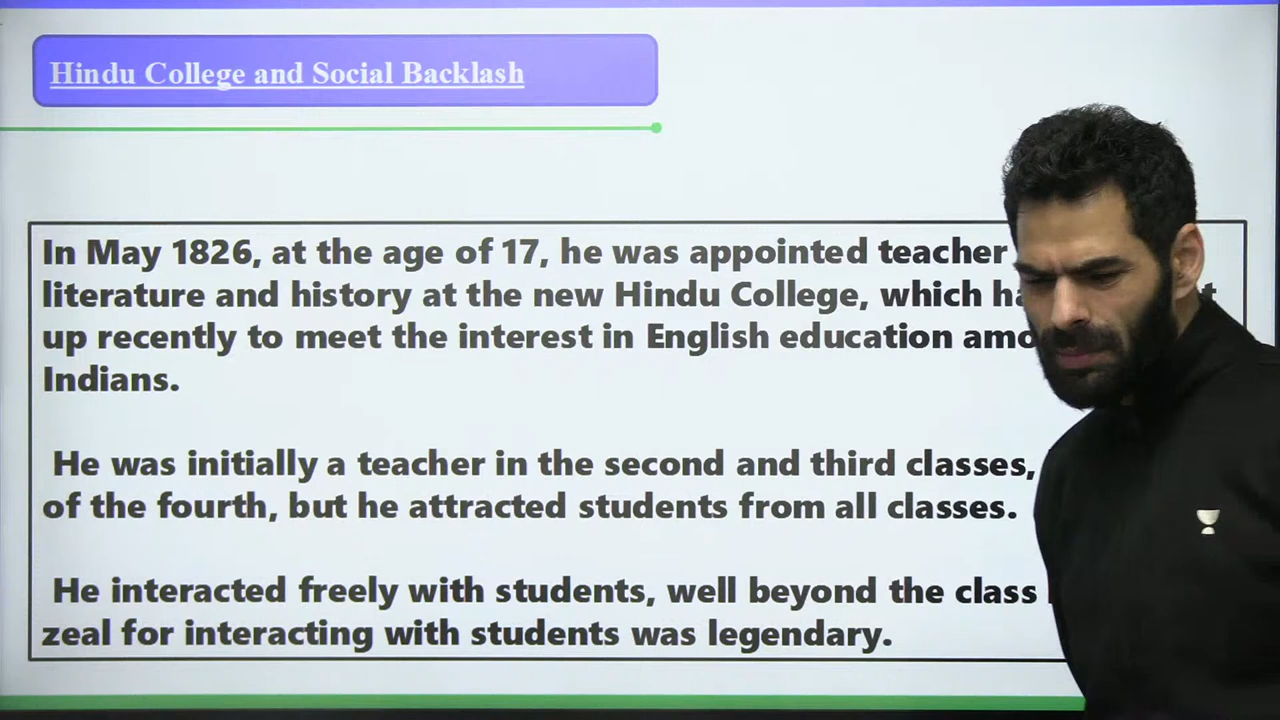 Hindu College and Social Backlash
In May 1826, at the age of 17, he was appointed teacher
literature and history at the new Hindu College, which
up recently to meet the interest in English education
Indians.
He was initially a teacher in the second and third classes,
of the fourth, but he attracted students from all classes.
He interacted freely with students, well beyond the class
zeal for interacting with students was legendary.